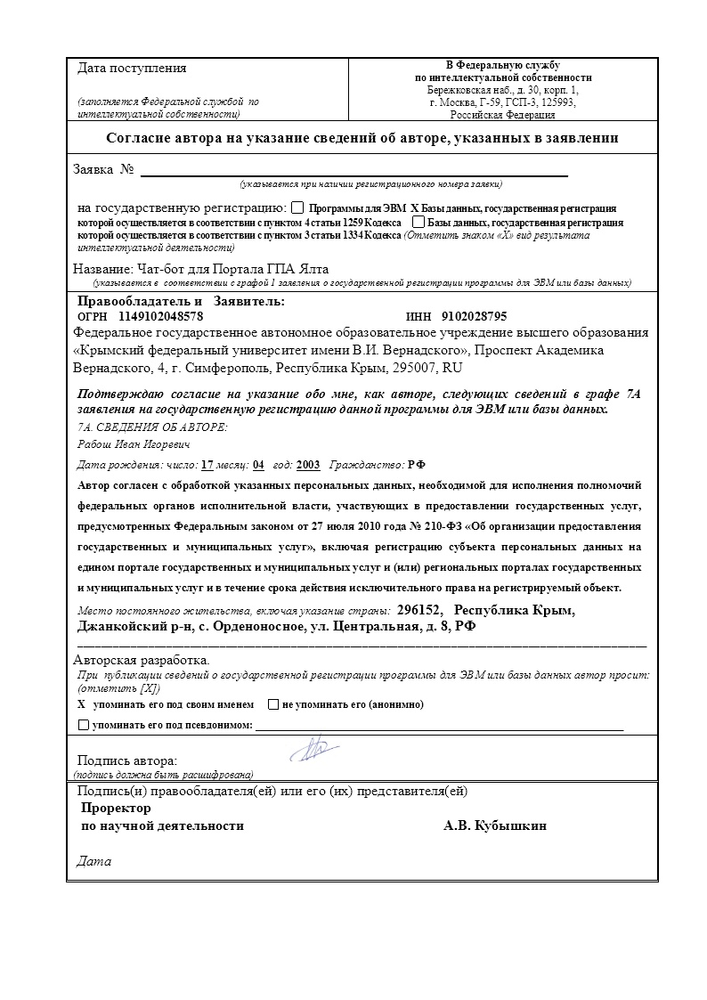 Дата поступления
(заполняется Федеральной службой по
интеллектуальной собственности)
В Федеральную службу
по интеллектуальной собственности
Бережковская наб., д. 30, корп. 1,
г. Москва, Г-59, ГСП-3, 125993,
Российская Федерация
Согласие автора на указание сведений об авторе, указанных в заявлении
Заявка №
(указывается при наличии регистрационного номера заявки)
на государственную регистрацию: Программы для ЭВМ X Базы данных, государственная регистрация
которой осуществляется в соответствии с пунктом 4 статьи 1259 Кодекса Базы данных, государственная регистрация
которой осуществляется в соответствии с пунктом 3 статьи 1334 Кодекса (Отметить знаком «X» вид результата
интеллектуальной деятельности)
Название: Чат-бот для Портала ГПА Ялта
(указывается в соответствии с графой 1 заявления о государственной регистрации программы для ЭВМ или базы данных)
Правообладатель и Заявитель:
ОГРН 1149102048578 ИНН 9102028795
Федеральное государственное автономное образовательное учреждение высшего образования
«Крымский федеральный университет имени В.И. Вернадского», Проспект Академика
Вернадского, 4, г. Симферополь, Республика Крым, 295007, RU
Подтверждаю согласие на указание обо мне, как авторе, следующих сведений в графе 7А
заявления на государственную регистрацию данной программы для ЭВМ или базы данных.
7А. СВЕДЕНИЯ ОБ АВТОРЕ:
Рабош Иван Игоревич
Дата рождения: число: 17 месяц: 04 год: 2003 Гражданство: РФ
Автор согласен с обработкой указанных персональных данных, необходимой для исполнения полномочий
федеральных органов исполнительной власти, участвующих в предоставлении государственных услуг,
предусмотренных Федеральным законом от 27 июля 2010 года № 210-ФЗ «Об организации предоставления
государственных и муниципальных услуг», включая регистрацию субъекта персональных данных на
едином портале государственных и муниципальных услуг и (или) региональных порталах государственных
и муниципальных услуг и в течение срока действия исключительного права на регистрируемый объект.
Место постоянного жительства, включая указание страны: 296152, Республика Крым,
Джанкойский р-н, с. Орденоносное, ул. Центральная, д. 8, РФ
Авторская разработка.
При публикации сведений о государственной регистрации программы для ЭВМ или базы данных автор просит:
(отметить [X])
X упоминать его под своим именем не упоминать его (анонимно)
упоминать его под псевдонимом:
Подпись автора:
(подпись должна быть расшифрована)
Подпись(и) правообладателя(ей) или его (их) представителя(ей)
Проректор
по научной деятельности А.В. Кубышкин
Дата